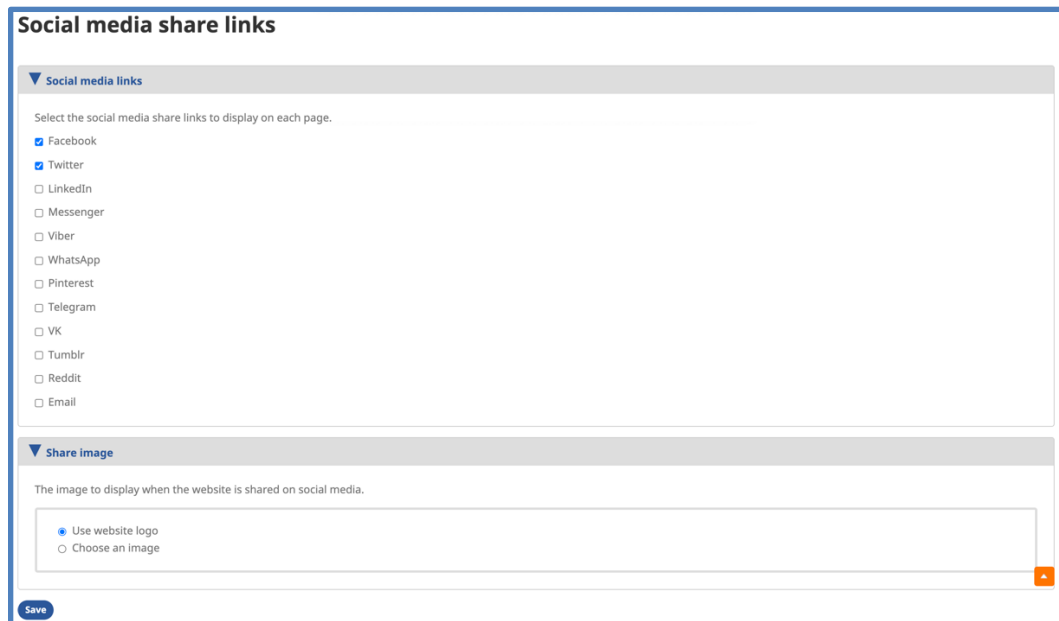 Social media share links
Social media links
Select the social media share links to display on each page.
Facebook
Twitter
LinkedIn
Messenger
Viber
WhatsApp
Pinterest
Telegram
VK
Tumblr
Reddit
Email
Share image
The image to display when the website is shared on social media.
Use website logo
Choose an image
Save